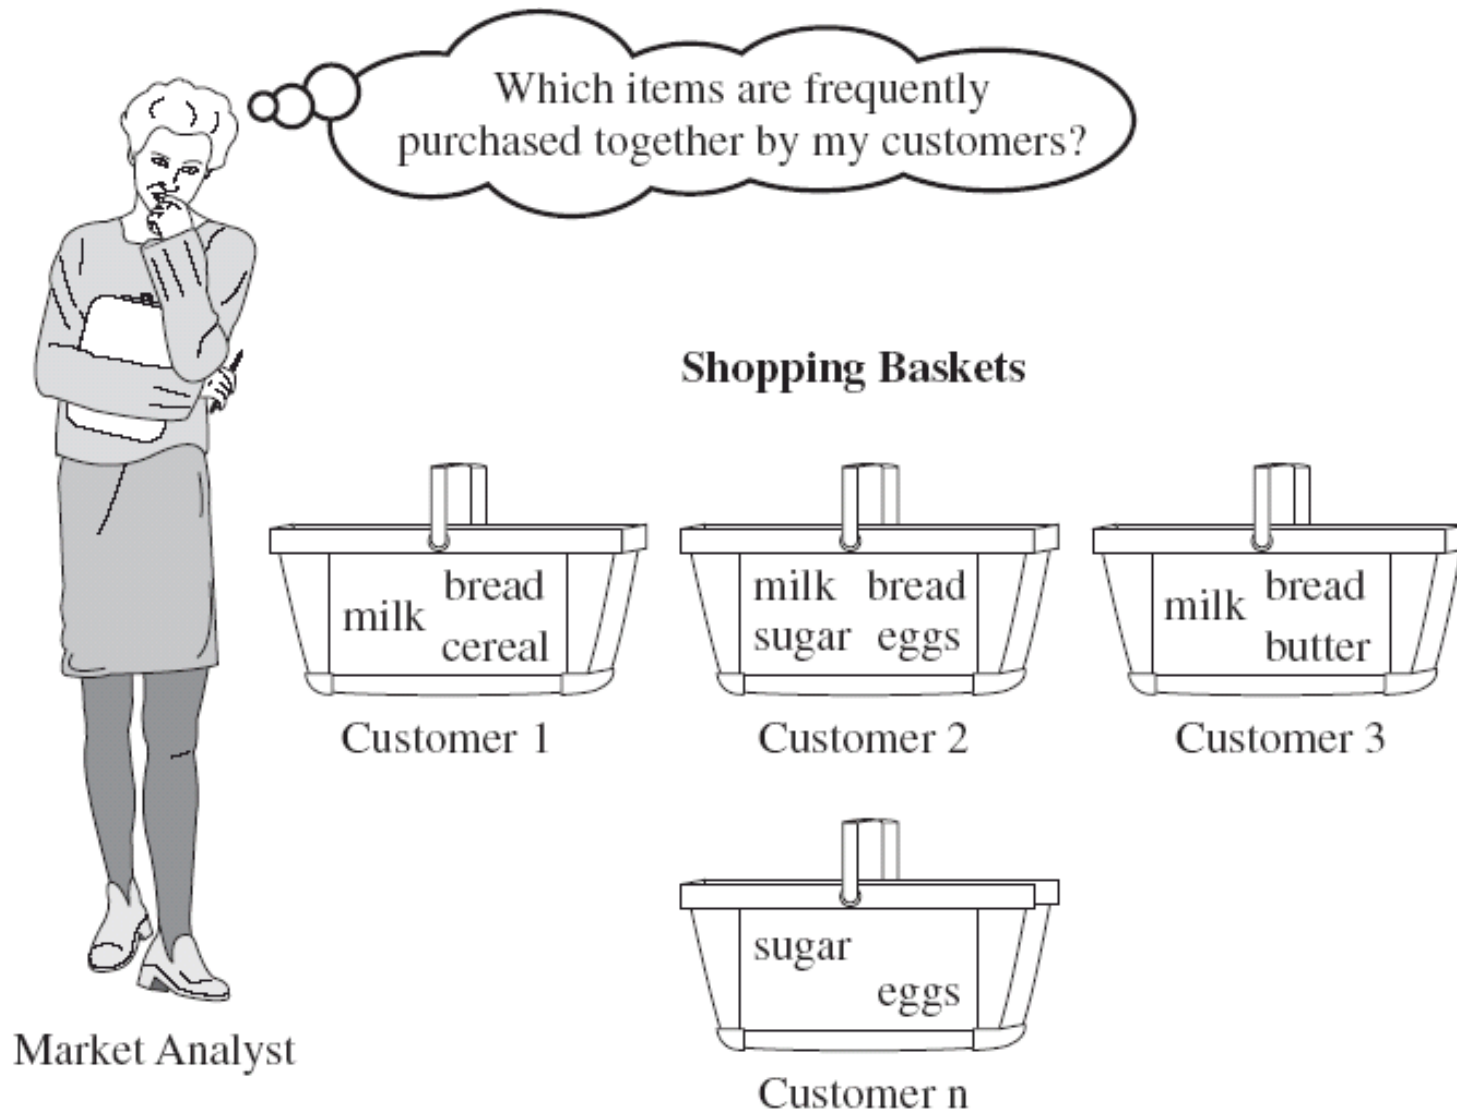 Which items are frequently
purchased together by my customers?
Shopping Baskets
milk
bread
cereal
Customer 1
milk bread
sugar eggs
Customer 2
milk
bread
butter
Customer 3
sugar
eggs
Customer n
Market Analyst